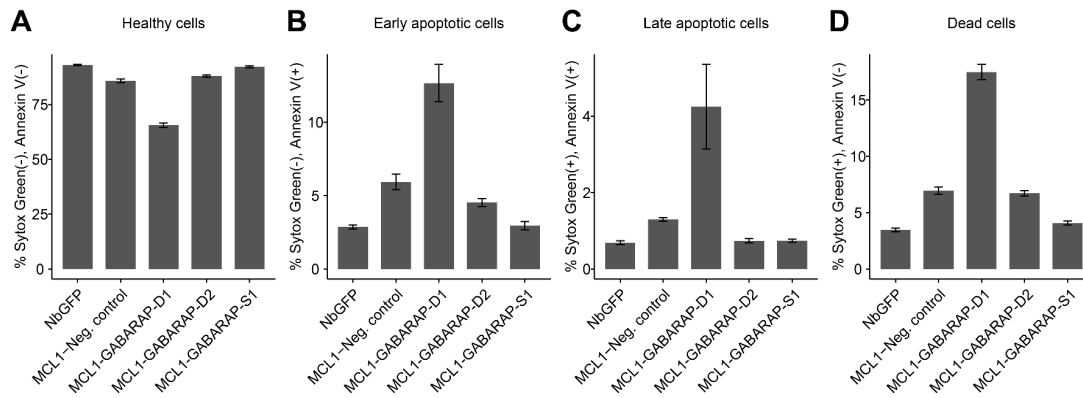 A
Healthy cells
% Sytox Green(-), Annexin V(-)
75
50
25
0
NbGFP
MCL1−Neg. control
MCL1-GABARAP-D1
MCL1-GABARAP-D2
MCL1-GABARAP-S1
B
Early apoptotic cells
% Sytox Green(-), Annexin V(+)
10
5
0
NbGFP
MCL1−Neg. control
MCL1-GABARAP-D1
MCL1-GABARAP-D2
MCL1-GABARAP-S1
C
Late apoptotic cells
% Sytox Green(+), Annexin V(+)
4
2
0
NbGFP
MCL1−Neg. control
MCL1-GABARAP-D1
MCL1-GABARAP-D2
MCL1-GABARAP-S1
D
Dead cells
% Sytox Green(+), Annexin V(-)
15
10
5
0
NbGFP
MCL1−Neg. control
MCL1-GABARAP-D1
MCL1-GABARAP-D2
MCL1-GABARAP-S1